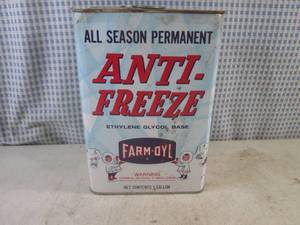 ALL SEASON PERMANENT
ANTI-
FREEZE
ETHYLENE GLYCOL BASE
FARM-OYL
WARNING
NET CONTENTS 1 GALLON